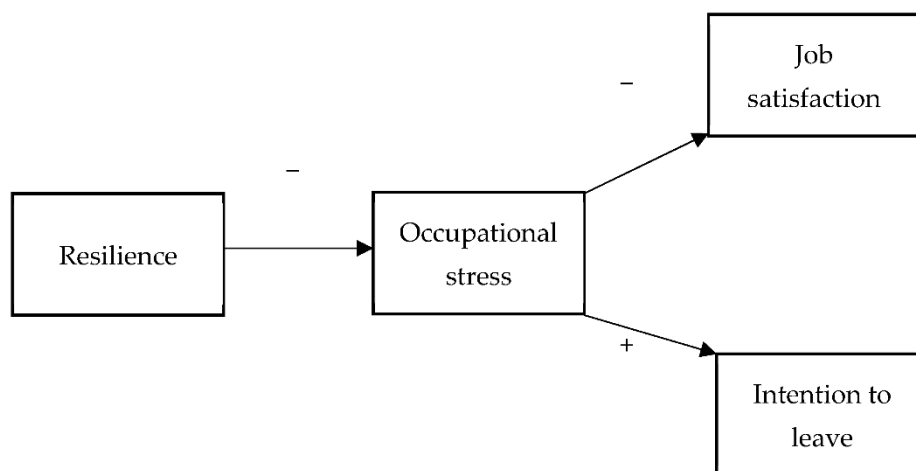 Job
satisfaction
−
−
Resilience
Occupational
stress
+
Intention to
leave